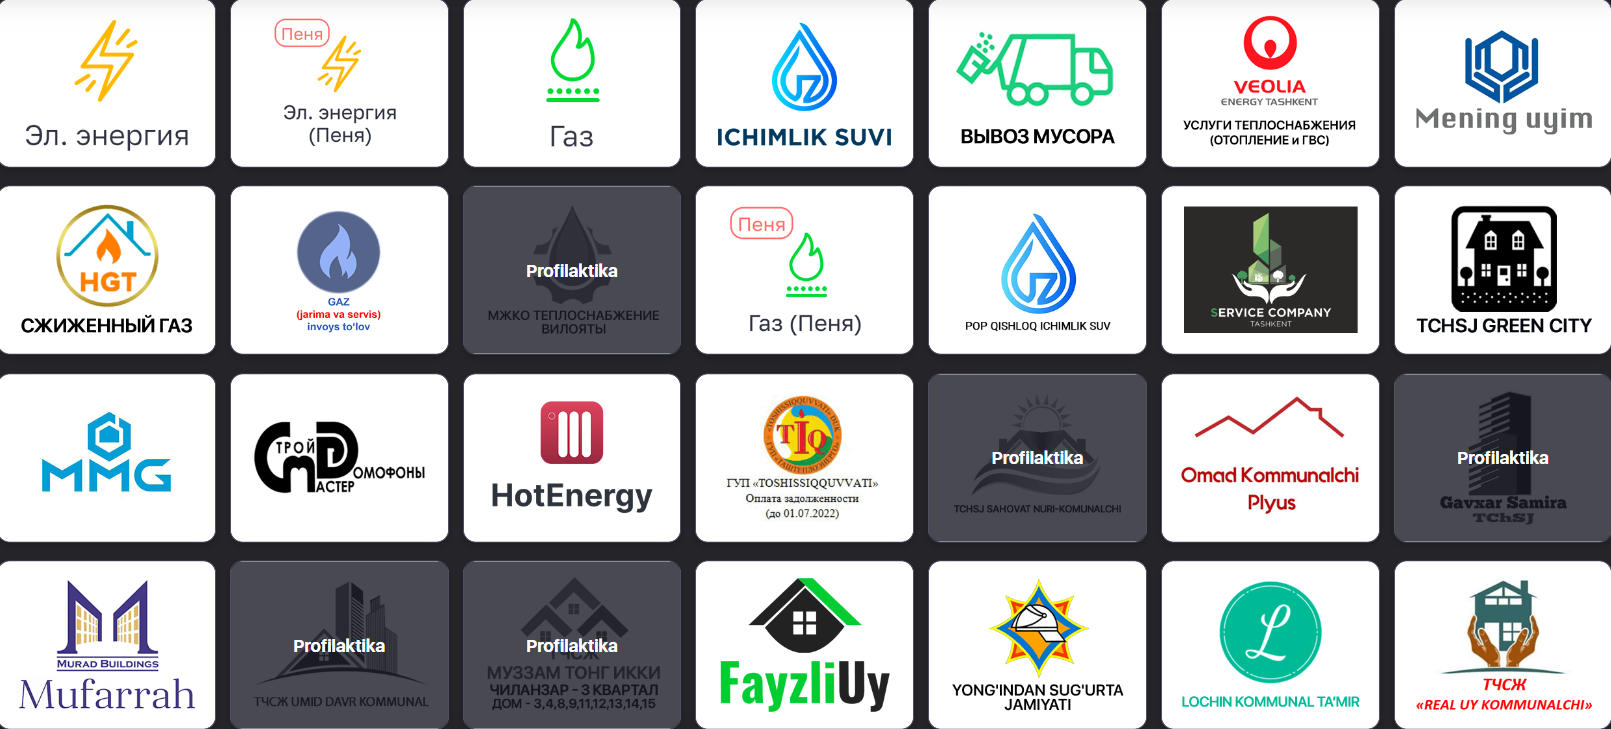 Эл. энергия
Пеня
Эл. энергия
(Пеня)
Газ
ICHIMLIK SUVI
ВЫВОЗ МУСОРА
VEOLIA
ENERGY TASHKENT
УСЛУГИ ТЕПЛОСНАБЖЕНИЯ
(ОТОПЛЕНИЕ и ГВС)
Mening uyim
HGT
СЖИЖЕННЫЙ ГАЗ
GAZ
(jarima va servis)
invoys to'lov
Profilaktika
МЖКО ТЕПЛОСНАБЖЕНИЕ
ВИЛОЯТЫ
Пеня
Газ (Пеня)
POP QISHLOQ ICHIMLIK SUV
SERVICE COMPANY
TASHKENT
TCHSJ GREEN CITY
MMG
СТРОЙ
МАСТЕР
ДОМОФОНЫ
HotEnergy
«TOSHISSIQQUVVATI» DUK
TIQ
ГУП «TOSHISSIQQUVVATI»
Оплата задолженности
(до 01.07.2022)
Profilaktika
TCHSJ SAHOVAT NURI-KOMUNALCHI
Omad Kommunalchi
Plyus
Profilaktika
Gavxar Samira
TChSJ
MURAD BUILDINGS
Mufarrah
Profilaktika
ТЧСЖ UMID DAVR KOMMUNAL
Profilaktika
ТЧСЖ
МУЗЗАМ ТОНГ ИККИ
ЧИЛАНЗАР - 3 КВАРТАЛ
ДОМ - 3,4,8,9,11,12,13,14,15
FayzliUy
YONG'INDAN SUG'URTA
JAMIYATI
L
LOCHIN KOMMUNAL TA'MIR
ТЧСЖ
«REAL UY KOMMUNALCHI»